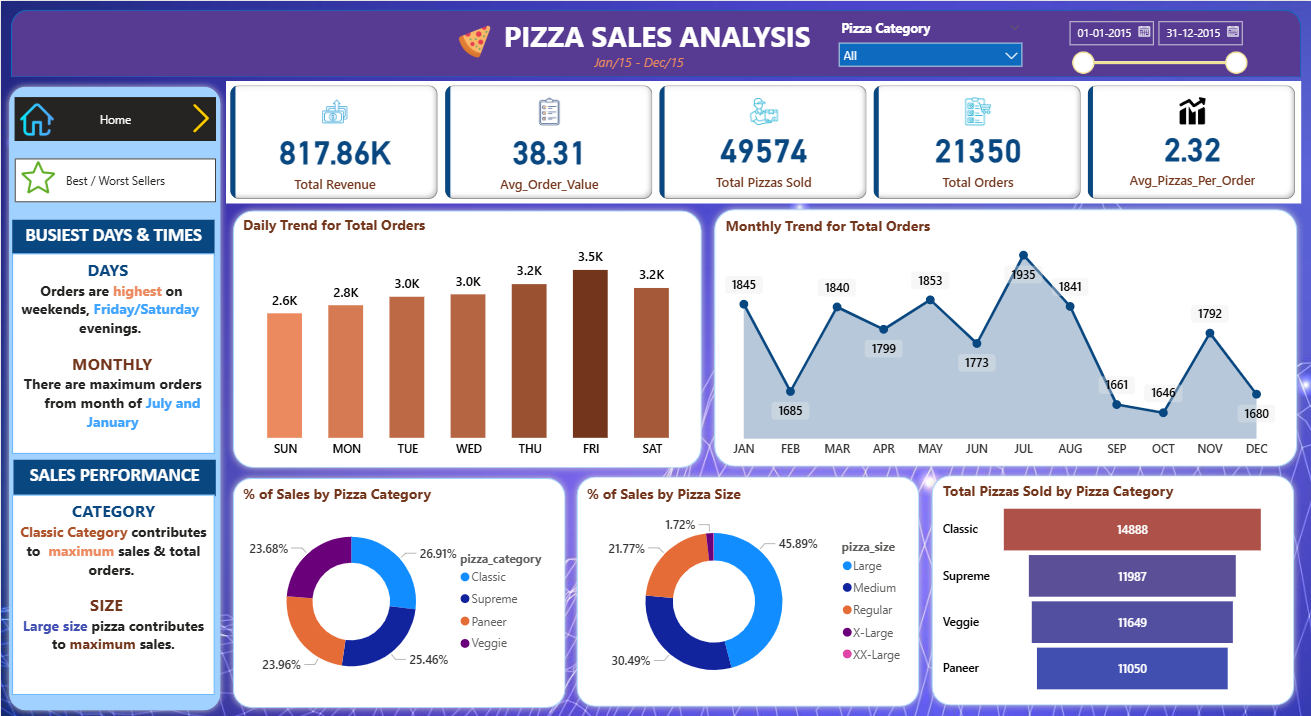 PIZZA SALES ANALYSIS
Jan/15 - Dec/15
Pizza Category
All
01-01-2015
31-12-2015
Home
Best / Worst Sellers
BUSIEST DAYS & TIMES
DAYS
Orders are highest on
weekends, Friday/Saturday
evenings.
MONTHLY
There are maximum orders
from month of July and
January
SALES PERFORMANCE
CATEGORY
Classic Category contributes
to maximum sales & total
orders.
SIZE
Large size pizza contributes
to maximum sales.
817.86K
Total Revenue
38.31
Avg_Order_Value
49574
Total Pizzas Sold
21350
Total Orders
2.32
Avg_Pizzas_Per_Order
Daily Trend for Total Orders
2.6K
2.8K
3.0K
3.0K
3.2K
3.5K
3.2K
SUN MON TUE WED THU FRI SAT
Monthly Trend for Total Orders
1845
1685
1840
1799
1853
1773
1935
1841
1661
1646
1792
1680
JAN FEB MAR APR MAY JUN JUL AUG SEP OCT NOV DEC
% of Sales by Pizza Category
23.68%
26.91%
23.96%
25.46%
pizza_category
Classic
Supreme
Paneer
Veggie
% of Sales by Pizza Size
1.72%
21.77%
45.89%
30.49%
pizza_size
Large
Medium
Regular
X-Large
XX-Large
Total Pizzas Sold by Pizza Category
Classic 14888
Supreme 11987
Veggie 11649
Paneer 11050